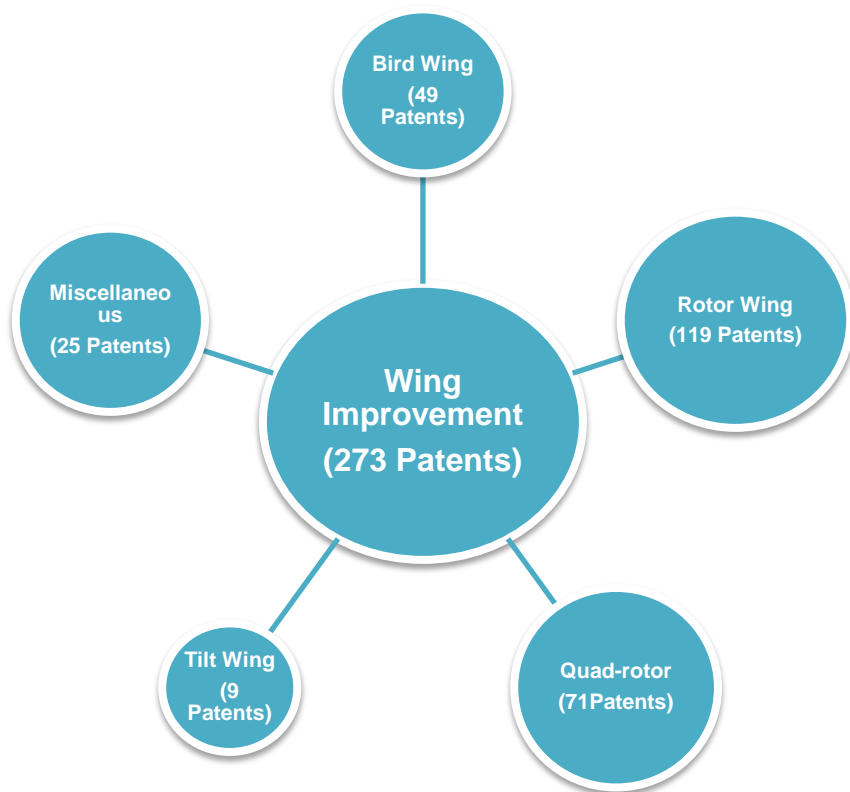 Bird Wing
(49
Patents)
Miscellaneo
us
(25 Patents)
Rotor Wing
(119 Patents)
Wing
Improvement
(273 Patents)
Tilt Wing
(9
Patents)
Quad-rotor
(71Patents)